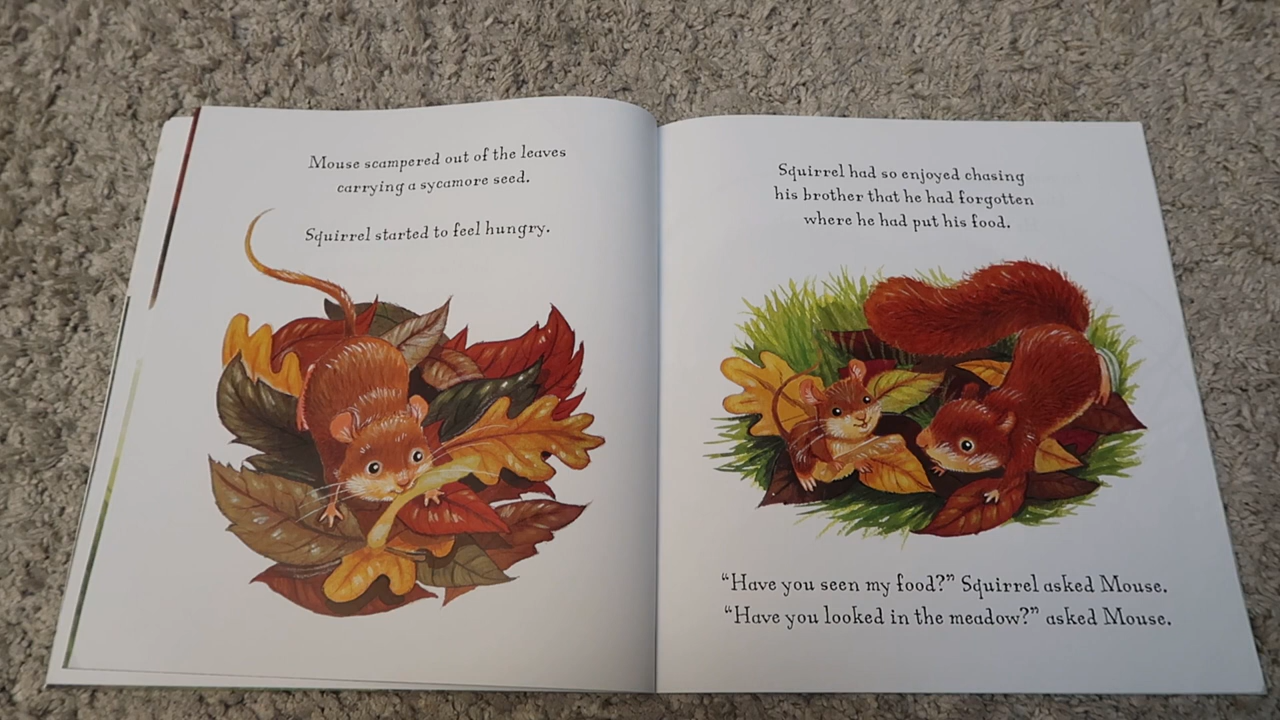 Mouse scampered out of the leaves
carrying a sycamore seed.
Squirrel started to feel hungry.
Squirrel had so enjoyed chasing
his brother that he had forgotten
where he had put his food.
“Have you seen my food?” Squirrel asked Mouse.
“Have you looked in the meadow?” asked Mouse.